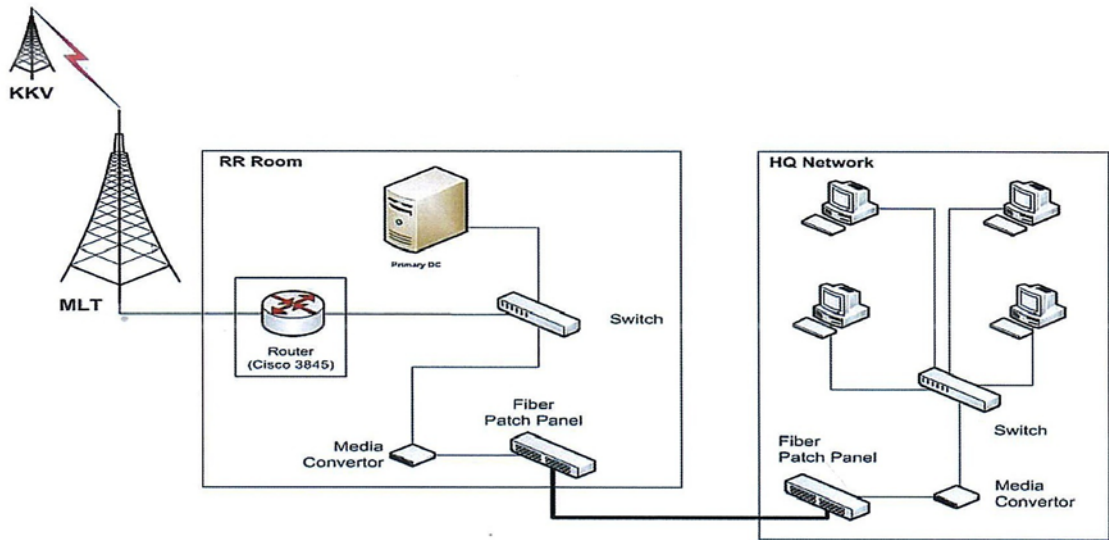 KKV
MLT
RR Room
Primary DC
Router
(Cisco 3845)
Switch
Media
Convertor
Fiber
Patch Panel
HQ Network
Switch
Fiber
Patch Panel
Media
Convertor